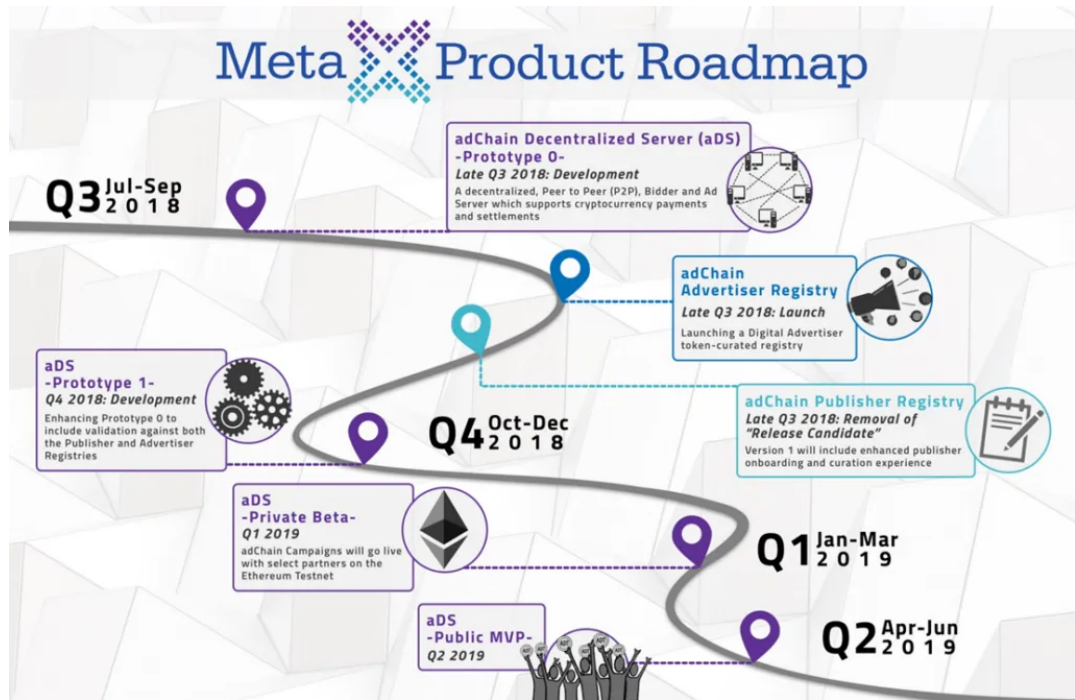 Meta X Product Roadmap
Q3 Jul-Sep
2018
adChain Decentralized Server (aDS)
-Prototype 0-
Late Q3 2018: Development
A decentralized, Peer to Peer (P2P), Bidder and Ad
Server which supports cryptocurrency payments
and settlements
adChain
Advertiser Registry
Late Q3 2018: Launch
Launching a Digital Advertiser
token-curated registry
adChain Publisher Registry
Late Q3 2018: Removal of
"Release Candidate"
Version 1 will include enhanced publisher
onboarding and curation experience
aDS
-Prototype 1-
Q4 2018: Development
Enhancing Prototype 0 to
include validation against both
the Publisher and Advertiser
Registries
Q4 Oct-Dec
2018
aDS
-Private Beta-
Q1 2019
adChain Campaigns will go live
with select partners on the
Ethereum Testnet
Q1 Jan-Mar
2019
aDS
-Public MVP-
Q2 2019
ADT ADT ADT ADT ADT
Q2 Apr-Jun
2019